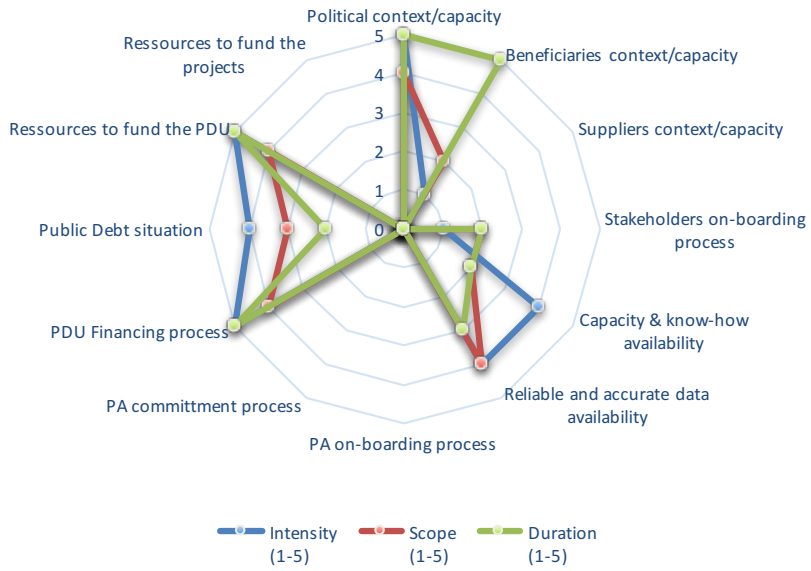 Political context/capacity
Ressources to fund the
projects
Beneficiaries context/capacity
Ressources to fund the PDU
Suppliers context/capacity
Public Debt situation
Stakeholders on-boarding
process
PDU Financing process
Capacity & know-how
availability
PA committment process
Reliable and accurate data
availability
PA on-boarding process
5
4
3
2
1
0
Intensity
(1-5)
Scope
(1-5)
Duration
(1-5)